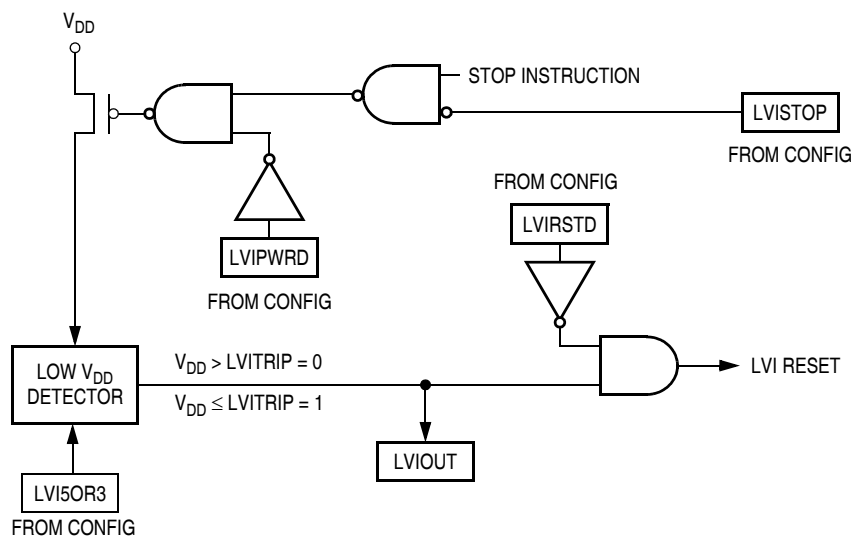 VDD
STOP INSTRUCTION
LVISTOP
FROM CONFIG
FROM CONFIG
LVIRSTD
LVIPWRD
FROM CONFIG
LOW VDD
DETECTOR
VDD > LVITRIP = 0
VDD ≤ LVITRIP = 1
LVI RESET
LVIOUT
LVI5OR3
FROM CONFIG